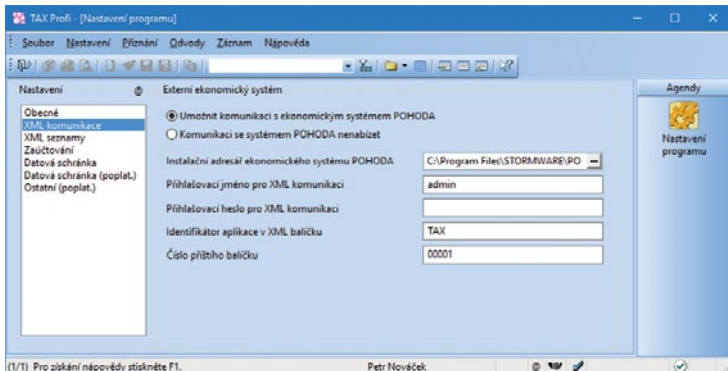 TAX Profi - [Nastavení programu]
Soubor Nastavení Přiznání Odvody Záznam Nápověda
Nastavení @
Obecné
XML komunikace
XML seznamy
Zaúčtování
Datová schránka
Datová schránka (poplat.)
Ostatní (poplat.)
Externí ekonomický systém
Umožnit komunikaci s ekonomickým systémem POHODA
Komunikaci se systémem POHODA nenabízet
Instalační adresář ekonomického systému POHODA C:\Program Files\STORMWARE\PO ...
Přihlašovací jméno pro XML komunikaci admin
Přihlašovací heslo pro XML komunikaci
Identifikátor aplikace v XML balíčku TAX
Číslo příštího balíčku 00001
Agendy
Nastavení
programu
(1/1) Pro získání nápovědy stiskněte F1. Petr Nováček @